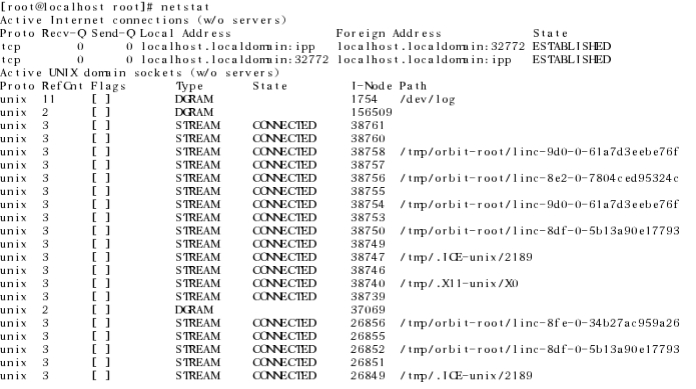 [root@localhost root]# netstat
Active Internet connections (w/o servers)
Proto Recv-Q Send-Q Local Address Foreign Address State
tcp 0 0 localhost.localdomain:ipp localhost.localdomain:32772 ESTABLISHED
tcp 0 0 localhost.localdomain:32772 localhost.localdomain:ipp ESTABLISHED
Active UNIX domain sockets (w/o servers)
Proto RefCnt Flags Type State I-Node Path
unix 11 [ ] DGRAM 1754 /dev/log
unix 2 [ ] DGRAM 156509
unix 3 [ ] STREAM CONNECTED 38761
unix 3 [ ] STREAM CONNECTED 38760
unix 3 [ ] STREAM CONNECTED 38758 /tmp/orbit-root/linc-9d0-0-61a7d3eebe76f
unix 3 [ ] STREAM CONNECTED 38757
unix 3 [ ] STREAM CONNECTED 38756 /tmp/orbit-root/linc-8e2-0-7804ced95324c
unix 3 [ ] STREAM CONNECTED 38755
unix 3 [ ] STREAM CONNECTED 38754 /tmp/orbit-root/linc-9d0-0-61a7d3eebe76f
unix 3 [ ] STREAM CONNECTED 38753
unix 3 [ ] STREAM CONNECTED 38750 /tmp/orbit-root/linc-8df-0-5b13a90e17793
unix 3 [ ] STREAM CONNECTED 38749
unix 3 [ ] STREAM CONNECTED 38747 /tmp/.ICE-unix/2189
unix 3 [ ] STREAM CONNECTED 38746
unix 3 [ ] STREAM CONNECTED 38740 /tmp/.X11-unix/X0
unix 3 [ ] STREAM CONNECTED 38739
unix 2 [ ] DGRAM 37069
unix 3 [ ] STREAM CONNECTED 26856 /tmp/orbit-root/linc-8fe-0-34b27ac959a26
unix 3 [ ] STREAM CONNECTED 26855
unix 3 [ ] STREAM CONNECTED 26852 /tmp/orbit-root/linc-8df-0-5b13a90e17793
unix 3 [ ] STREAM CONNECTED 26851
unix 3 [ ] STREAM CONNECTED 26849 /tmp/.ICE-unix/2189